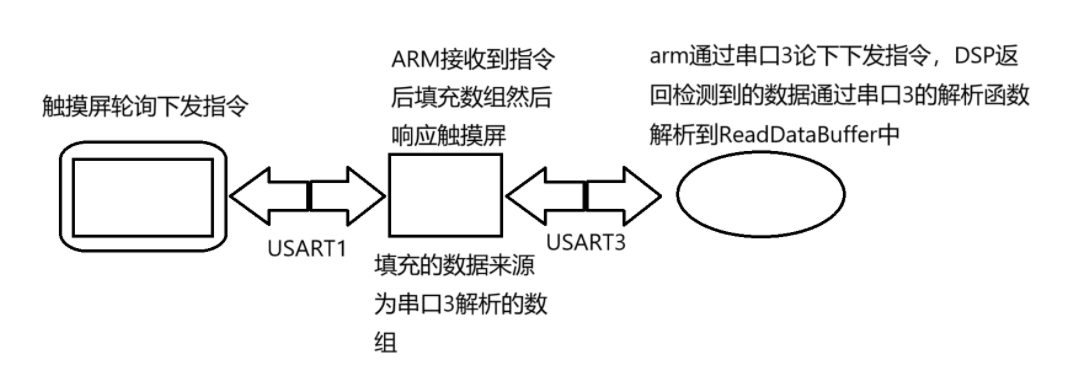 触摸屏轮询下发指令
ARM接收到指令
后填充数组然后
响应触摸屏
arm通过串口3论下下发指令，DSP返
回检测到的数据通过串口3的解析函数
解析到ReadDataBuffer中
USART1
USART3
填充的数据来源
为串口3解析的数
组